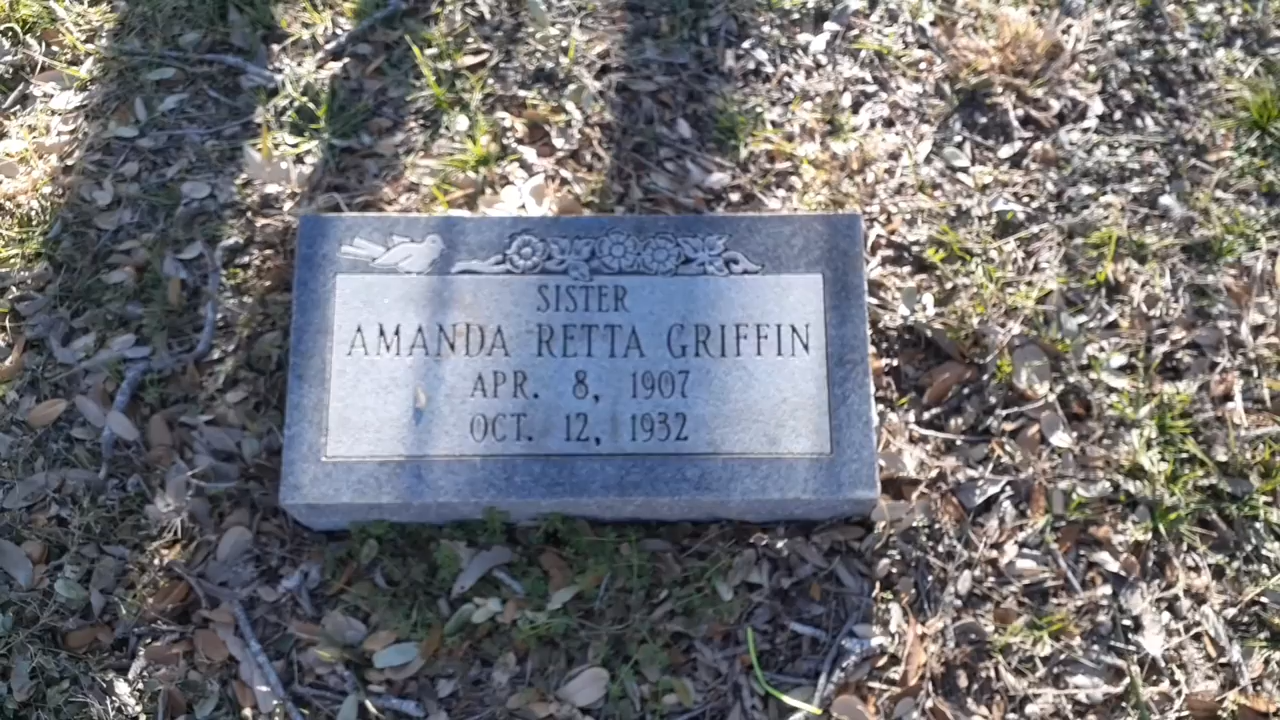 SISTER
AMANDA RETTA GRIFFIN
APR. 8, 1907
OCT. 12, 1932